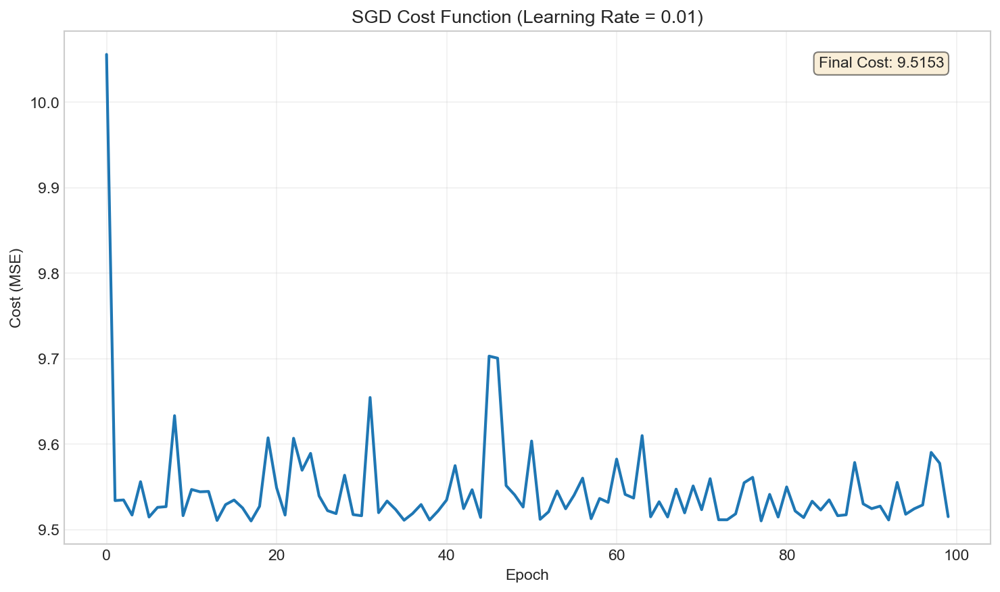 SGD Cost Function (Learning Rate = 0.01)
Final Cost: 9.5153
10.0
9.9
9.8
9.7
9.6
9.5
Cost (MSE)
0 20 40 60 80 100
Epoch